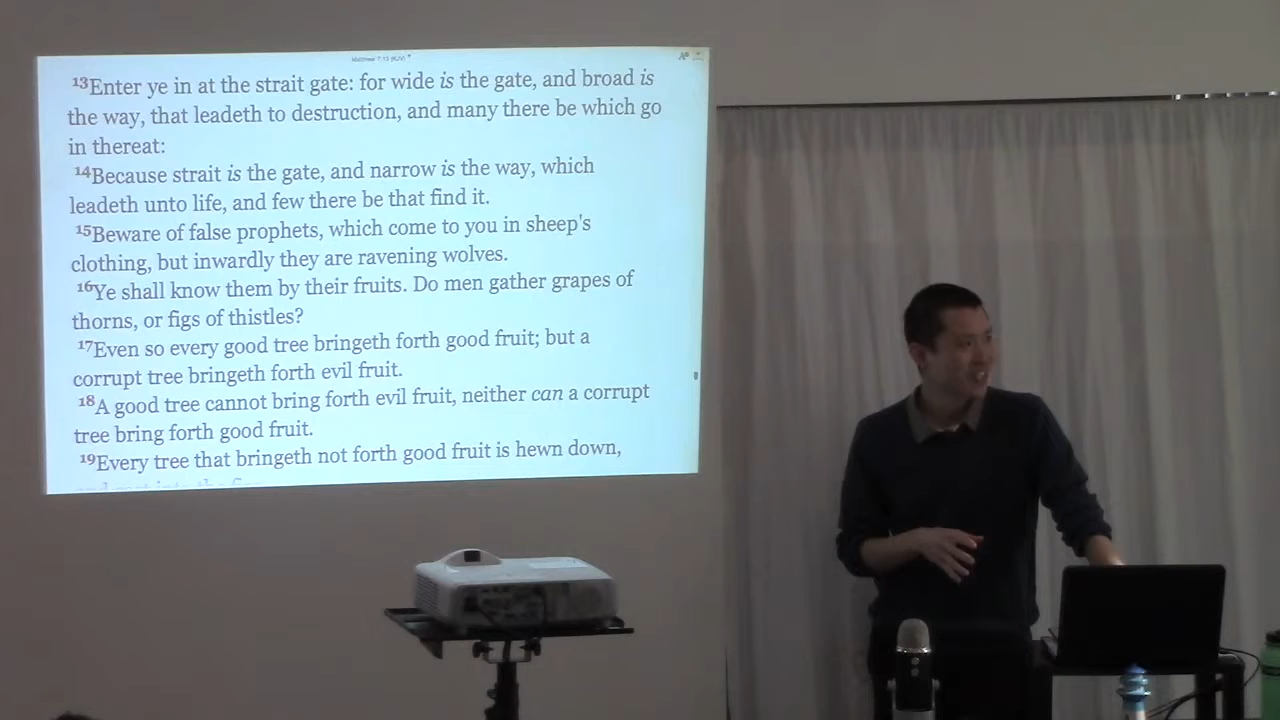 Matthew 7:13 (KJV)
13Enter ye in at the strait gate: for wide is the gate, and broad is
the way, that leadeth to destruction, and many there be which go
in thereat:
14Because strait is the gate, and narrow is the way, which
leadeth unto life, and few there be that find it.
15Beware of false prophets, which come to you in sheep's
clothing, but inwardly they are ravening wolves.
16Ye shall know them by their fruits. Do men gather grapes of
thorns, or figs of thistles?
17Even so every good tree bringeth forth good fruit; but a
corrupt tree bringeth forth evil fruit.
18A good tree cannot bring forth evil fruit, neither can a corrupt
tree bring forth good fruit.
19Every tree that bringeth not forth good fruit is hewn down,